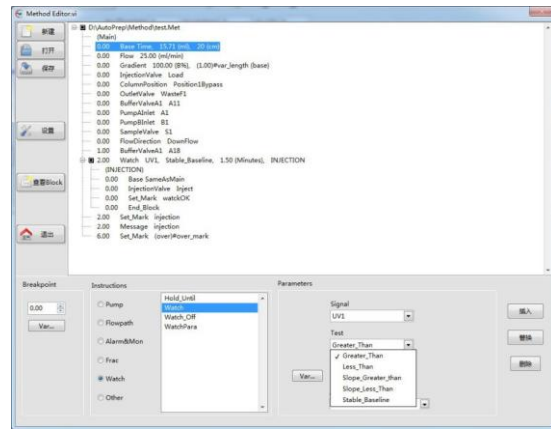 Method Editor.vi
新建
打开
保存
设置
查看Block
退出
D:\AutoPrep\Method\test.Met
(Main)
0.00 Base Time, 15.71 (ml), 20 (cm)
0.00 Flow 25.00 (ml/min)
0.00 Gradient 100.00 (B%), (1.00)#var_length (base)
0.00 InjectionValve Load
0.00 ColumnPosition Position1Bypass
0.00 OutletValve WasteF1
0.00 BufferValveA1 A11
0.00 PumpAInlet A1
0.00 PumpBInlet B1
0.00 SampleValve S1
0.00 FlowDirection DownFlow
1.00 BufferValveA1 A18
2.00 Watch UV1, Stable_Baseline, 1.50 (Minutes), INJECTION
(INJECTION)
0.00 Base SameAsMain
0.00 InjectionValve Inject
0.00 Set_Mark watckOK
0.00 End_Block
2.00 Set_Mark injection
2.00 Message injection
6.00 Set_Mark (over)#over_mark
Breakpoint
0.00
Var...
Instructions
Pump
Flowpath
Alarm&Mon
Frac
Watch
Other
Hold_Until
Watch
Watch_Off
WatchPara
Parameters
Signal
UV1
Test
Greater_Than
Var...
✓ Greater_Than
Less_Than
Slope_Greater_than
Slope_Less_Than
Stable_Baseline
插入
替换
删除